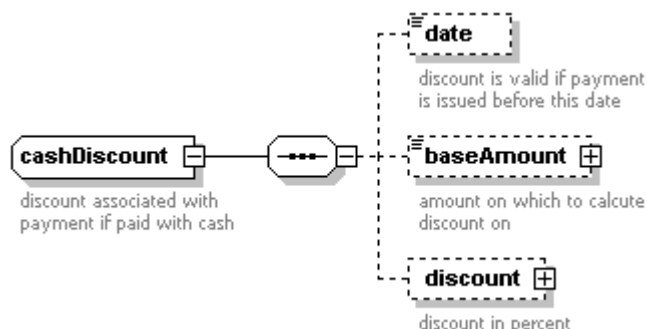 date
discount is valid if payment
is issued before this date
cashDiscount
discount associated with
payment if paid with cash
baseAmount
amount on which to calcute
discount on
discount
discount in percent